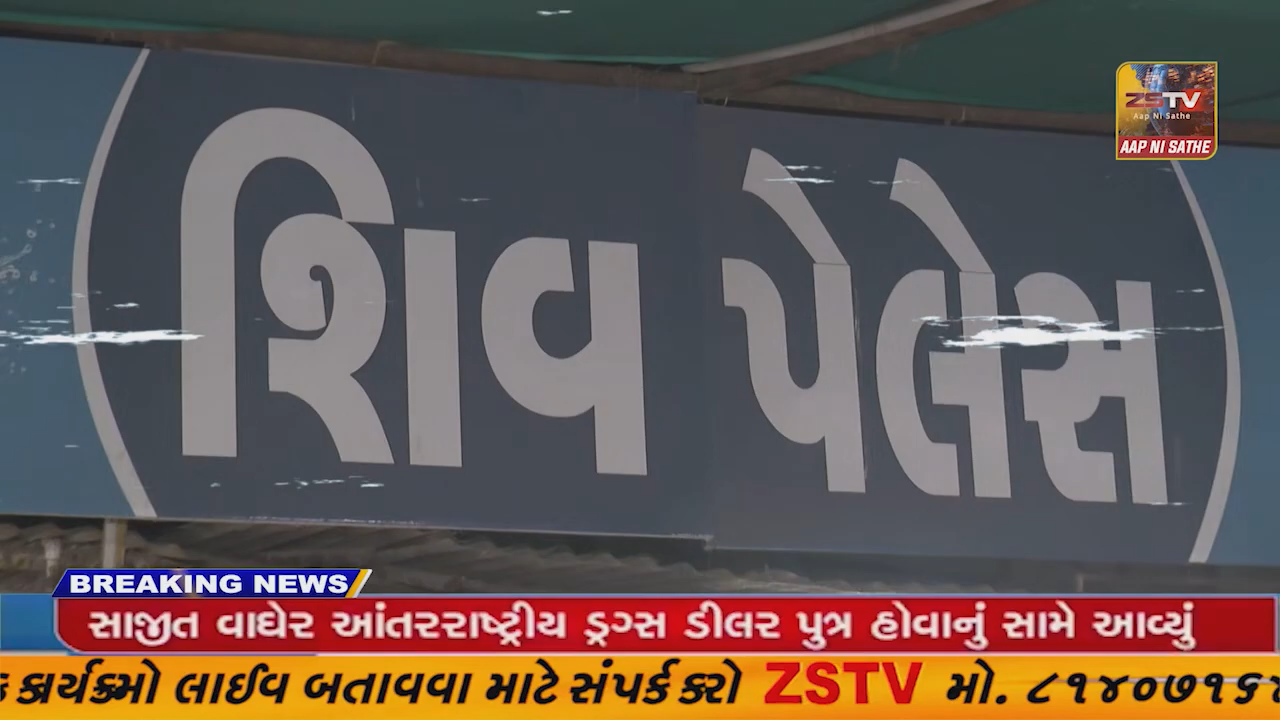 શિવ પેલેસ
ZSTV
Aap Ni Sathe
AAP NI SATHE
BREAKING NEWS
સાજીત વાઘેર આંતરરાષ્ટ્રીય ડ્રગ્સ ડીલર પુત્ર હોવાનું સામે આવ્યું
કાર્યક્રમો લાઈવ બતાવવા માટે સંપર્ક કરો ZSTV મો. ૮૧૪૦૭૧૬